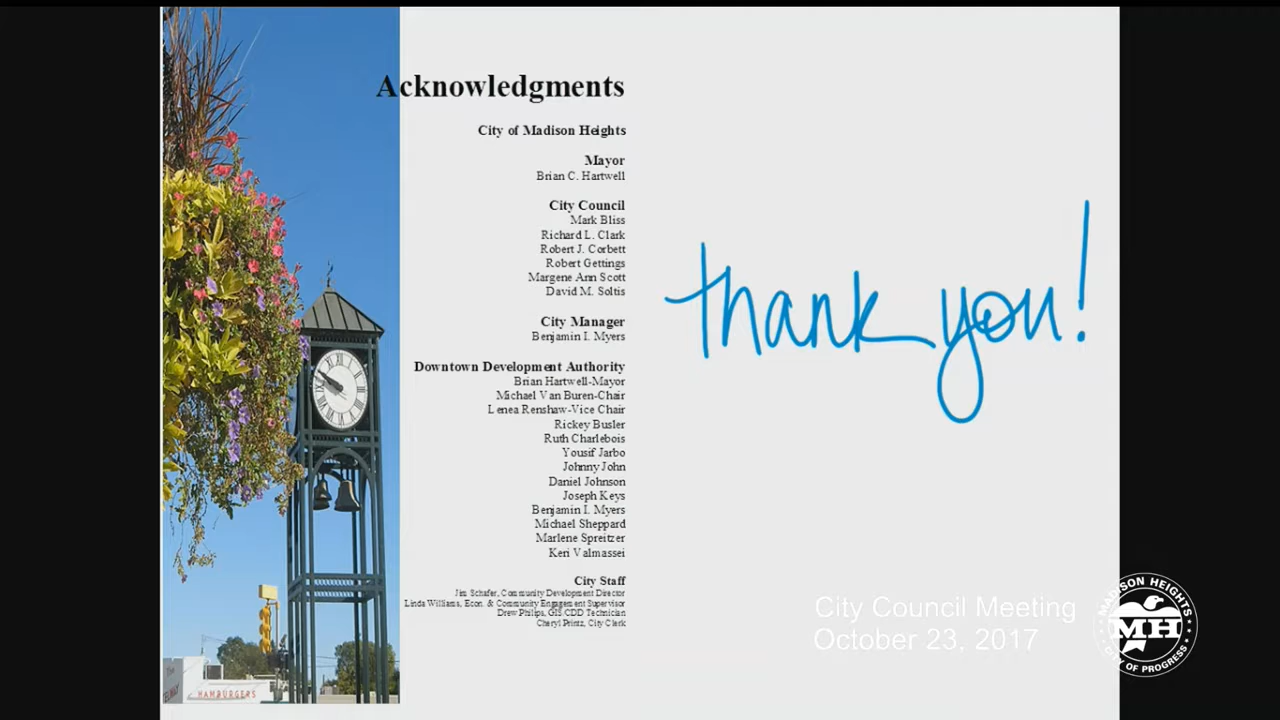 Acknowledgments
City of Madison Heights
Mayor
Brian C. Hartwell
City Council
Mark Bliss
Richard L. Clark
Robert J. Corbett
Robert Gettings
Margene Ann Scott
David M. Soltis
City Manager
Benjamin I. Myers
Downtown Development Authority
Brian Hartwell-Mayor
Michael Van Buren-Chair
Lenea Renshaw-Vice Chair
Rickey Busler
Ruth Charlebois
Yousif Jarbo
Johnny John
Daniel Johnson
Joseph Keys
Benjamin I. Myers
Michael Sheppard
Marlene Spreitzer
Keri Valmassei
City Staff
Jim Schafer, Community Development Director
Linda Williams, Econ. & Community Engagement Supervisor
Drew Philips, GIS CDD Technician
Cheryl Printz, City Clerk
thank you!
HAMBURGERS
City Council Meeting
October 23, 2017
MADISON HEIGHTS
MH
CITY OF PROGRESS